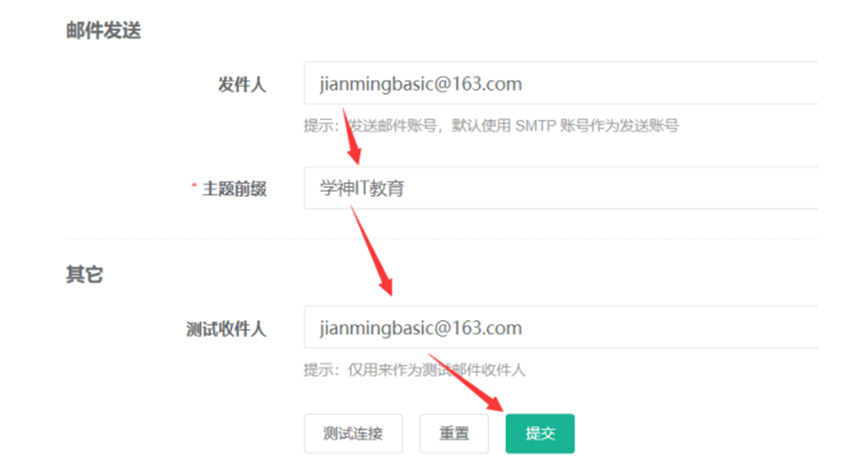 邮件发送
发件人 jianmingbasic@163.com
提示：发送邮件账号，默认使用 SMTP 账号作为发送账号
* 主题前缀 学神IT教育
其它
测试收件人 jianmingbasic@163.com
提示：仅用来作为测试邮件收件人
测试连接 重置 提交